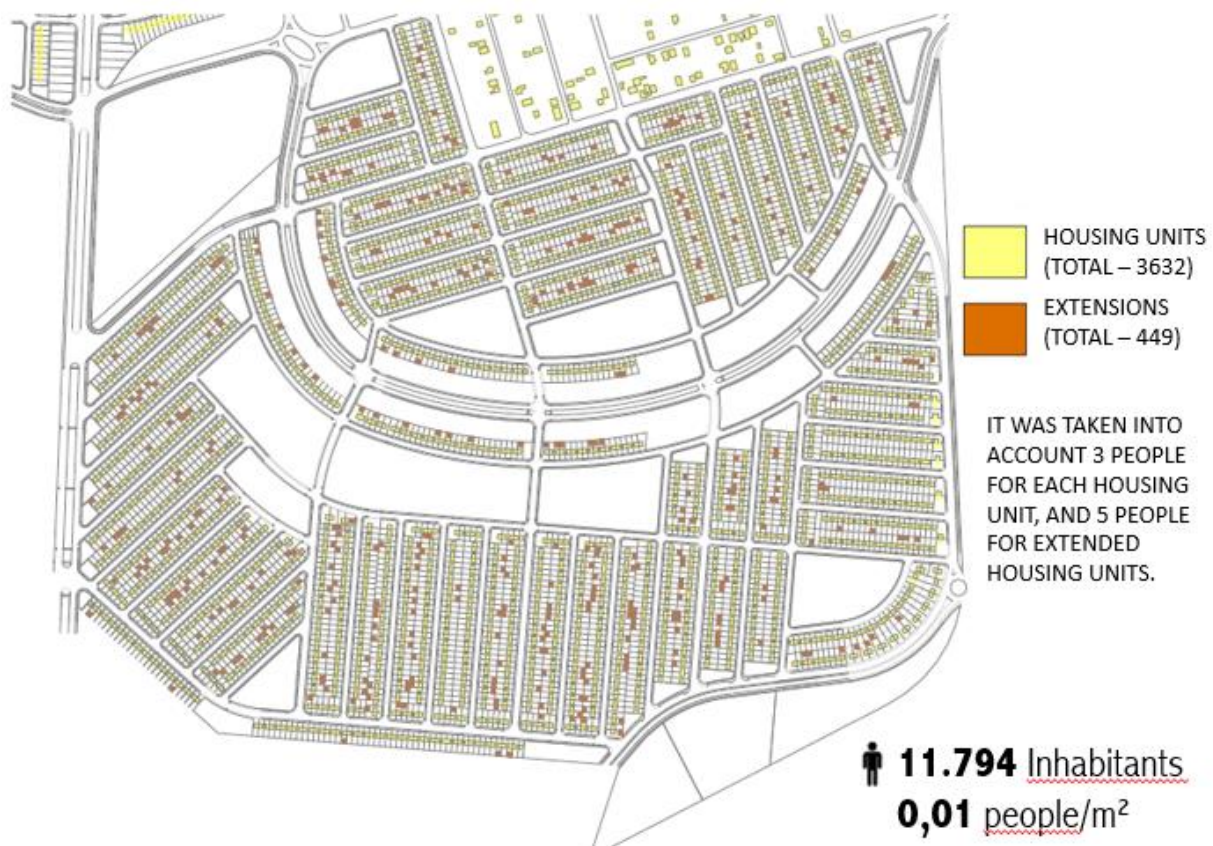 HOUSING UNITS
(TOTAL – 3632)
EXTENSIONS
(TOTAL – 449)
IT WAS TAKEN INTO
ACCOUNT 3 PEOPLE
FOR EACH HOUSING
UNIT, AND 5 PEOPLE
FOR EXTENDED
HOUSING UNITS.
11.794 Inhabitants
0,01 people/m²